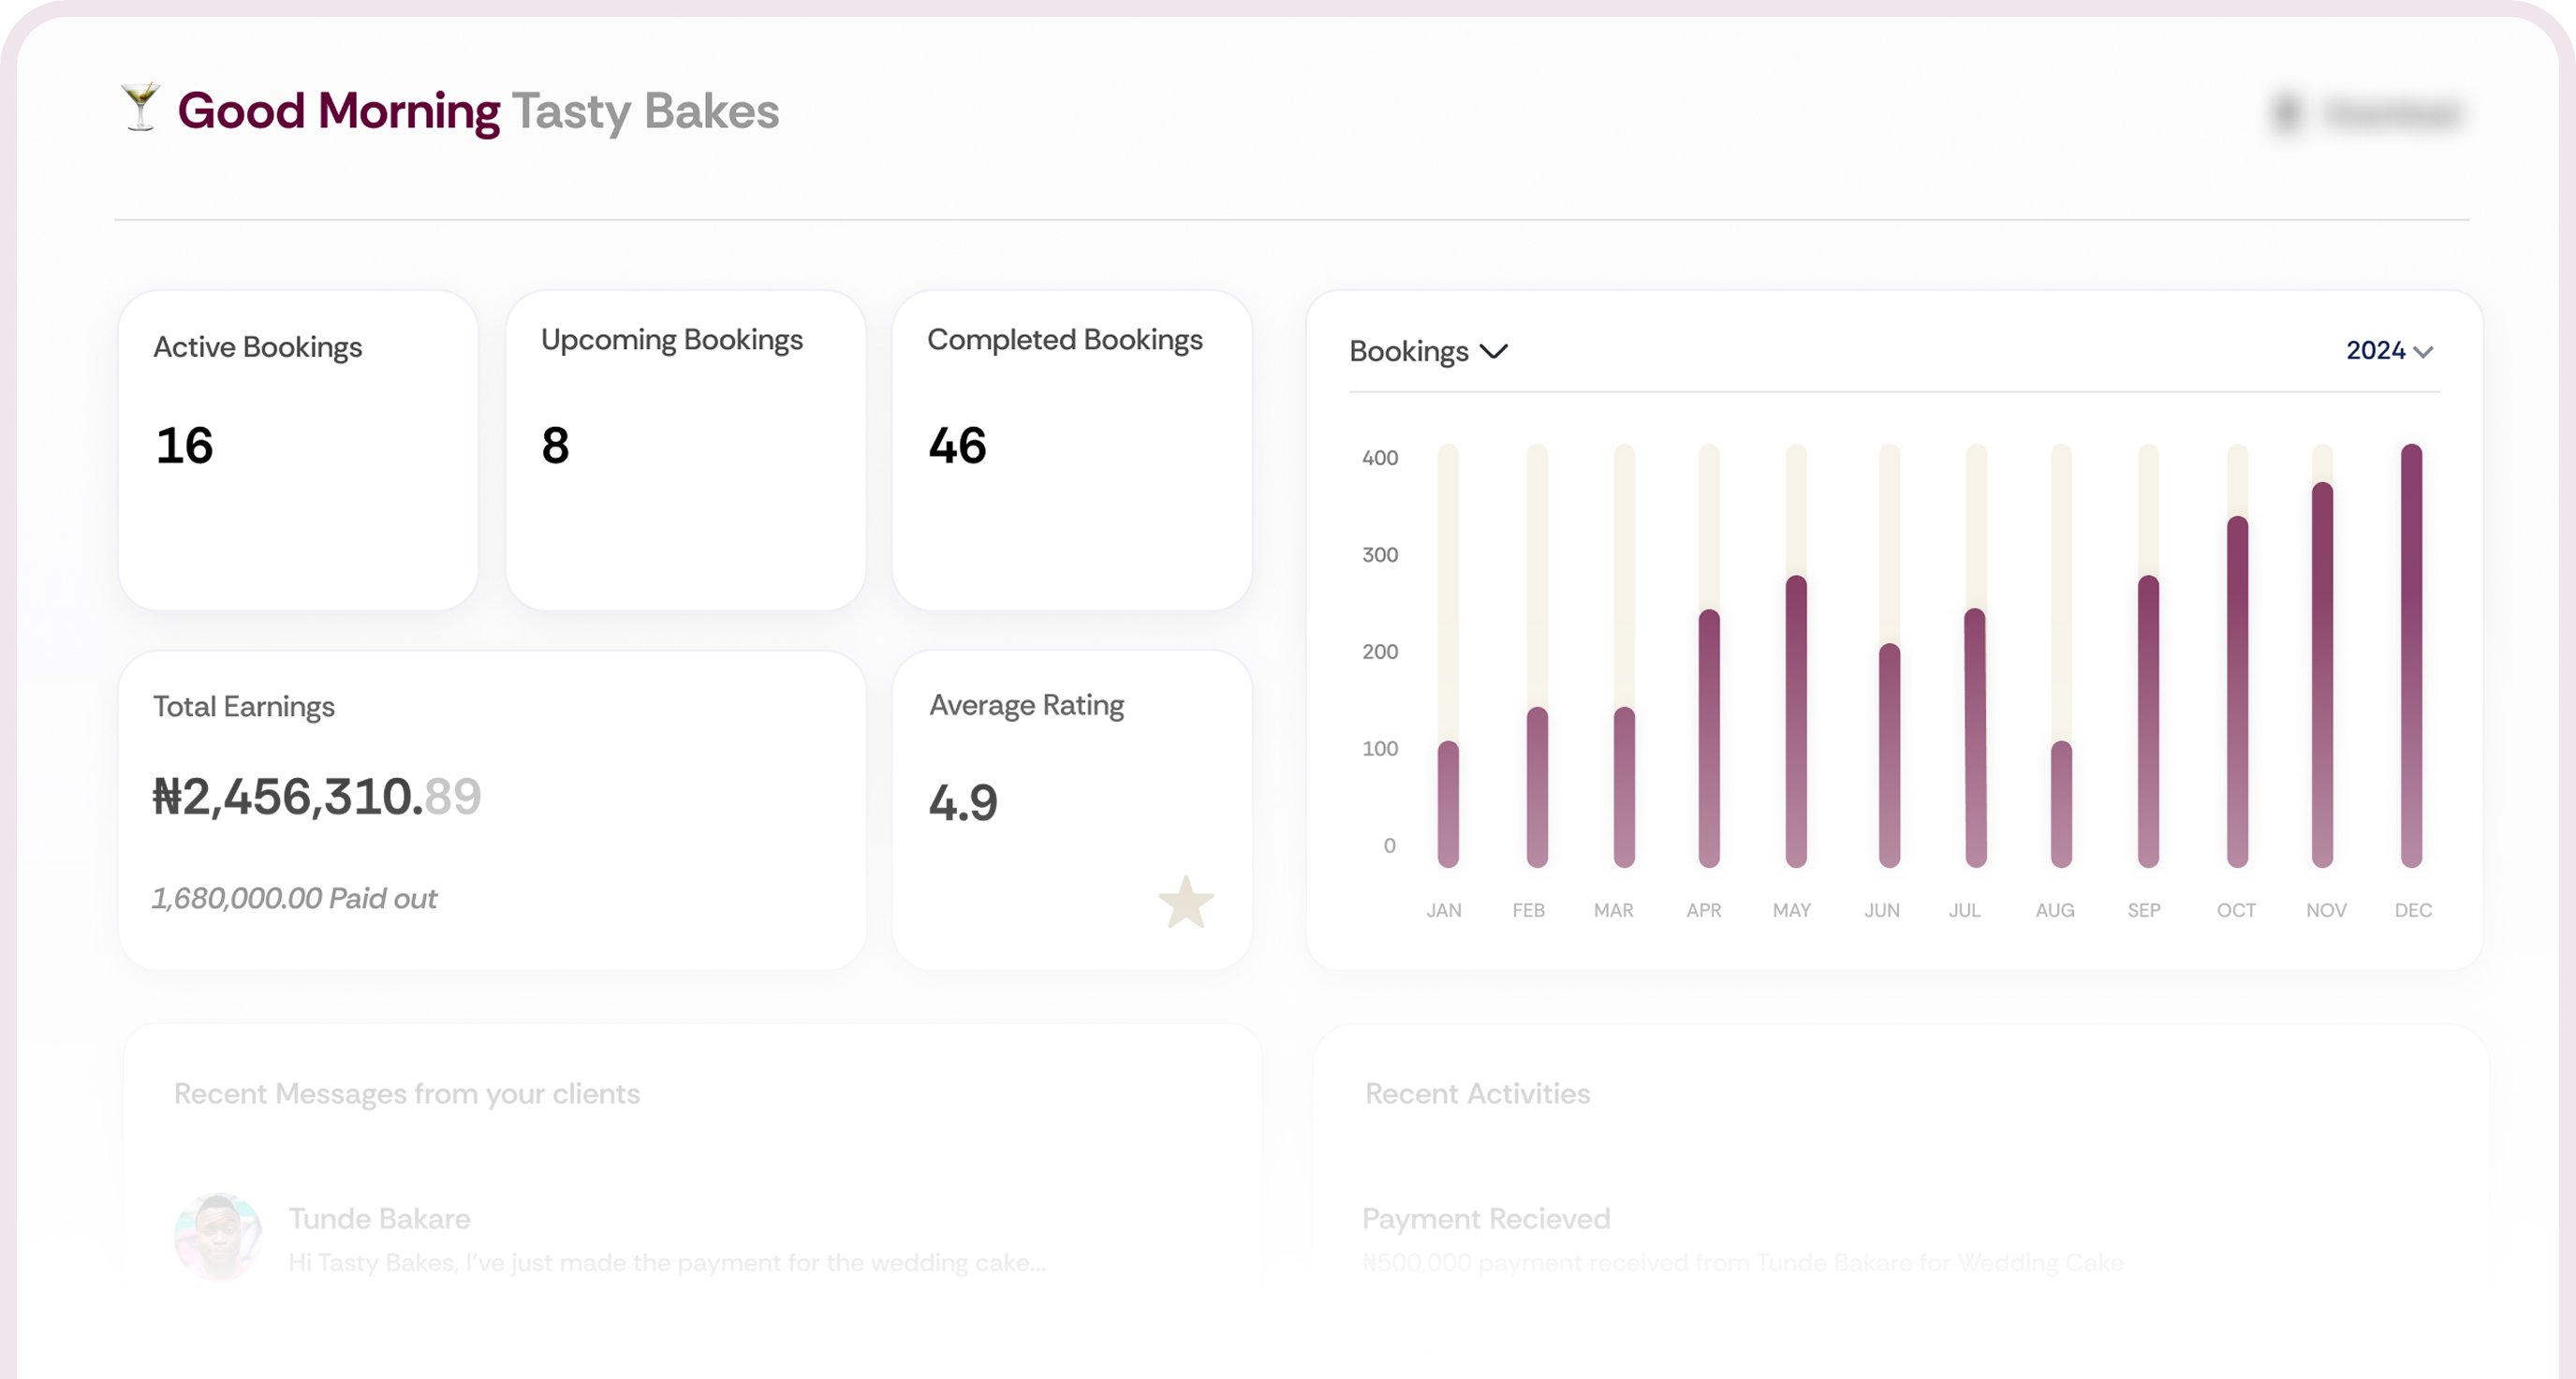 Good Morning Tasty Bakes
Active Bookings
16
Upcoming Bookings
8
Completed Bookings
46
Total Earnings
₦2,456,310.89
1,680,000.00 Paid out
Average Rating
4.9
Bookings
2024
400
300
200
100
0
JAN FEB MAR APR MAY JUN JUL AUG SEP OCT NOV DEC
Recent Messages from your clients
Tunde Bakare
Hi Tasty Bakes, I've just made the payment for the wedding cake...
Recent Activities
Payment Recieved
₦500,000 payment received from Tunde Bakare for Wedding Cake